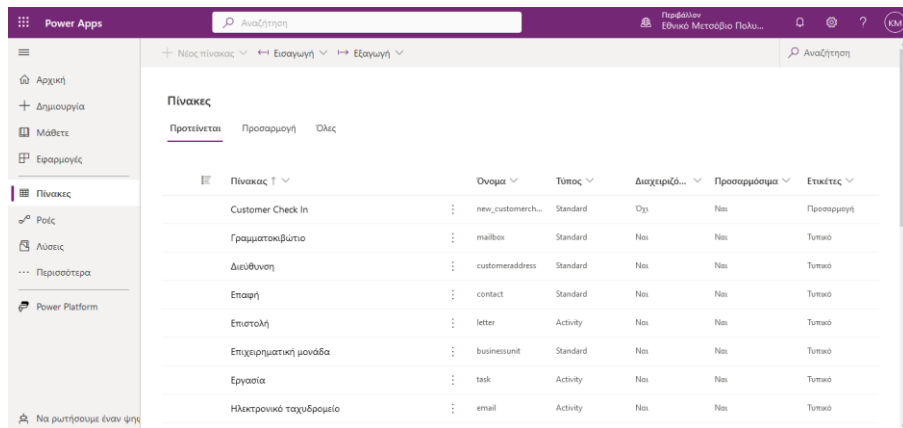 Power Apps
Αναζήτηση
Περιβάλλον
Εθνικό Μετσόβιο Πολυ...
?
KM
Νέος πίνακας Εισαγωγή Εξαγωγή Αναζήτηση
Αρχική
Δημιουργία
Μάθετε
Εφαρμογές
Πίνακες
Ροές
Λύσεις
Περισσότερα
Power Platform
Να ρωτήσουμε έναν ψηφ
Πίνακες
Προτείνεται Προσαρμογή Όλες
Πίνακας ↑ Όνομα Τύπος Διαχειριζό... Προσαρμόσιμα Ετικέτες
Customer Check In new_customerch... Standard Όχι Ναι Προσαρμογή
Γραμματοκιβώτιο mailbox Standard Ναι Ναι Τυπικό
Διεύθυνση customeraddress Standard Ναι Ναι Τυπικό
Επαφή contact Standard Ναι Ναι Τυπικό
Επιστολή letter Activity Ναι Ναι Τυπικό
Επιχειρηματική μονάδα businessunit Standard Ναι Ναι Τυπικό
Εργασία task Activity Ναι Ναι Τυπικό
Ηλεκτρονικό ταχυδρομείο email Activity Ναι Ναι Τυπικό